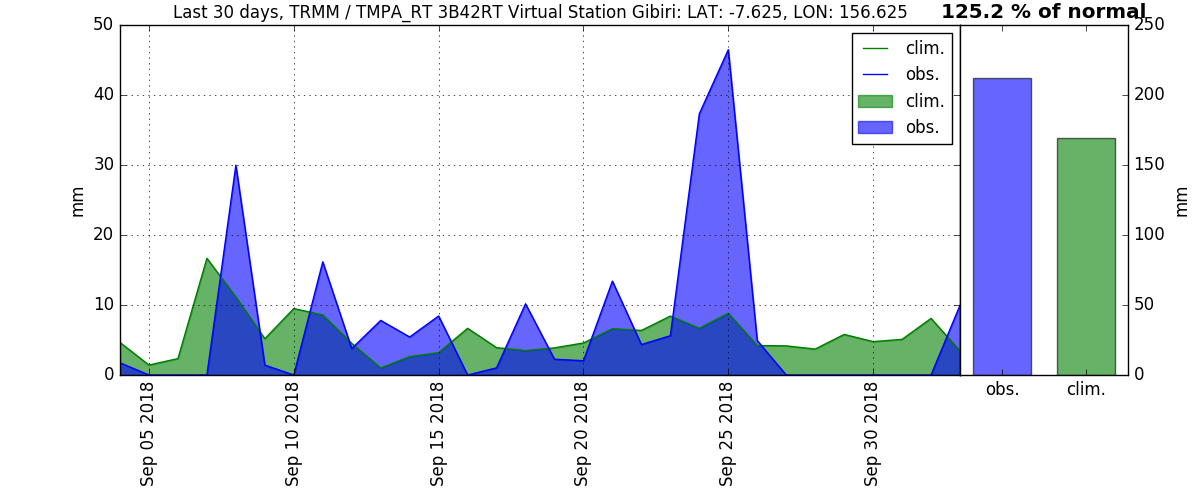 Last 30 days, TRMM / TMPA_RT 3B42RT Virtual Station Gibiri: LAT: -7.625, LON: 156.625
125.2 % of normal
50
40
30
20
10
0
mm
clim.
obs.
clim.
obs.
250
200
150
100
50
0
mm
Sep 05 2018
Sep 10 2018
Sep 15 2018
Sep 20 2018
Sep 25 2018
Sep 30 2018
obs.
clim.